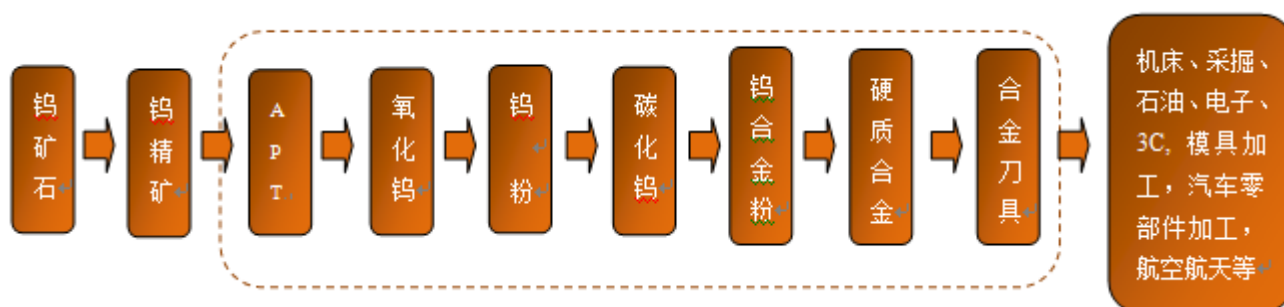 钨矿石
钨精矿
APT
氧化钨
钨粉
碳化钨
钨合金粉
硬质合金
合金刀具
机床、采掘、
石油、电子、
3C, 模具加
工，汽车零
部件加工，
航空航天等